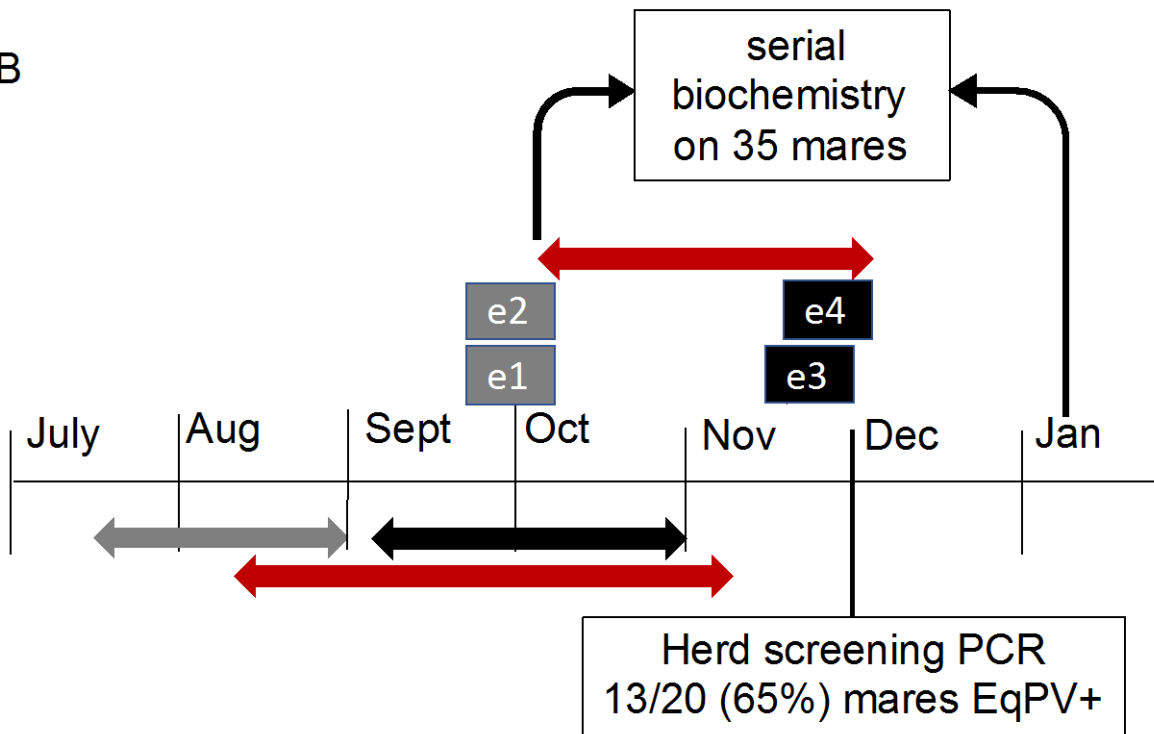 B
serial
biochemistry
on 35 mares
e2
e4
e1
e3
July Aug Sept Oct Nov Dec Jan
Herd screening PCR
13/20 (65%) mares EqPV+